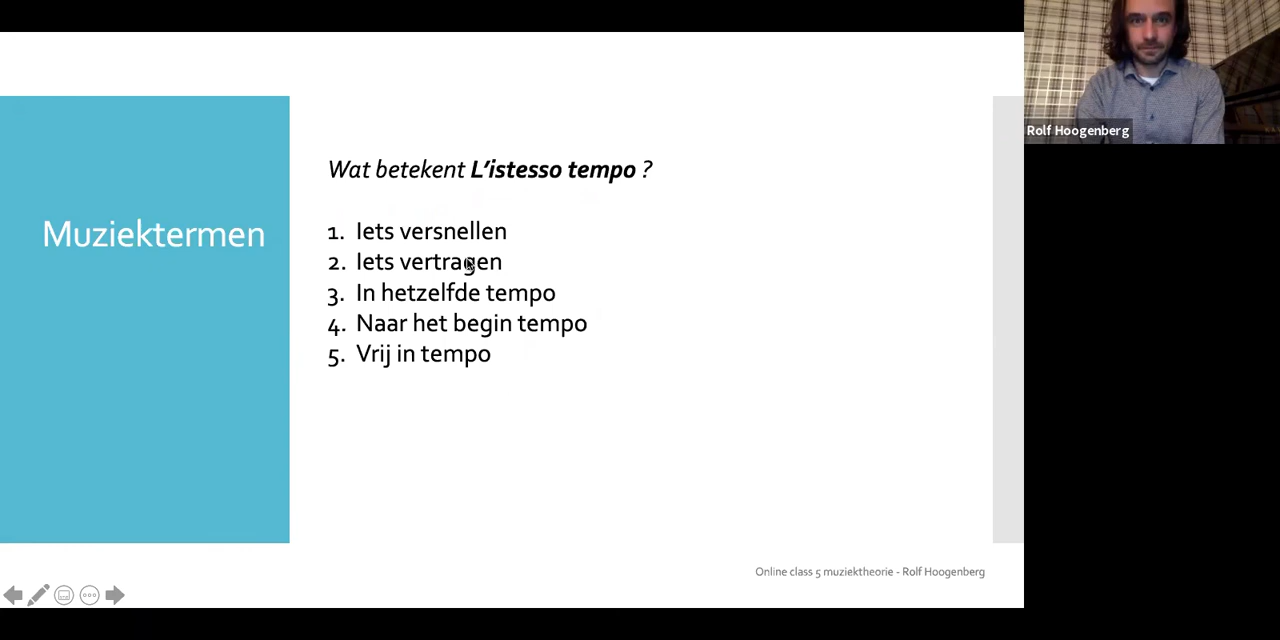 Rolf Hoogenberg
Muziektermen
Wat betekent L'istesso tempo ?
1. Iets versnellen
2. Iets vertragen
3. In hetzelfde tempo
4. Naar het begin tempo
5. Vrij in tempo
Online class 5 muziektheorie - Rolf Hoogenberg